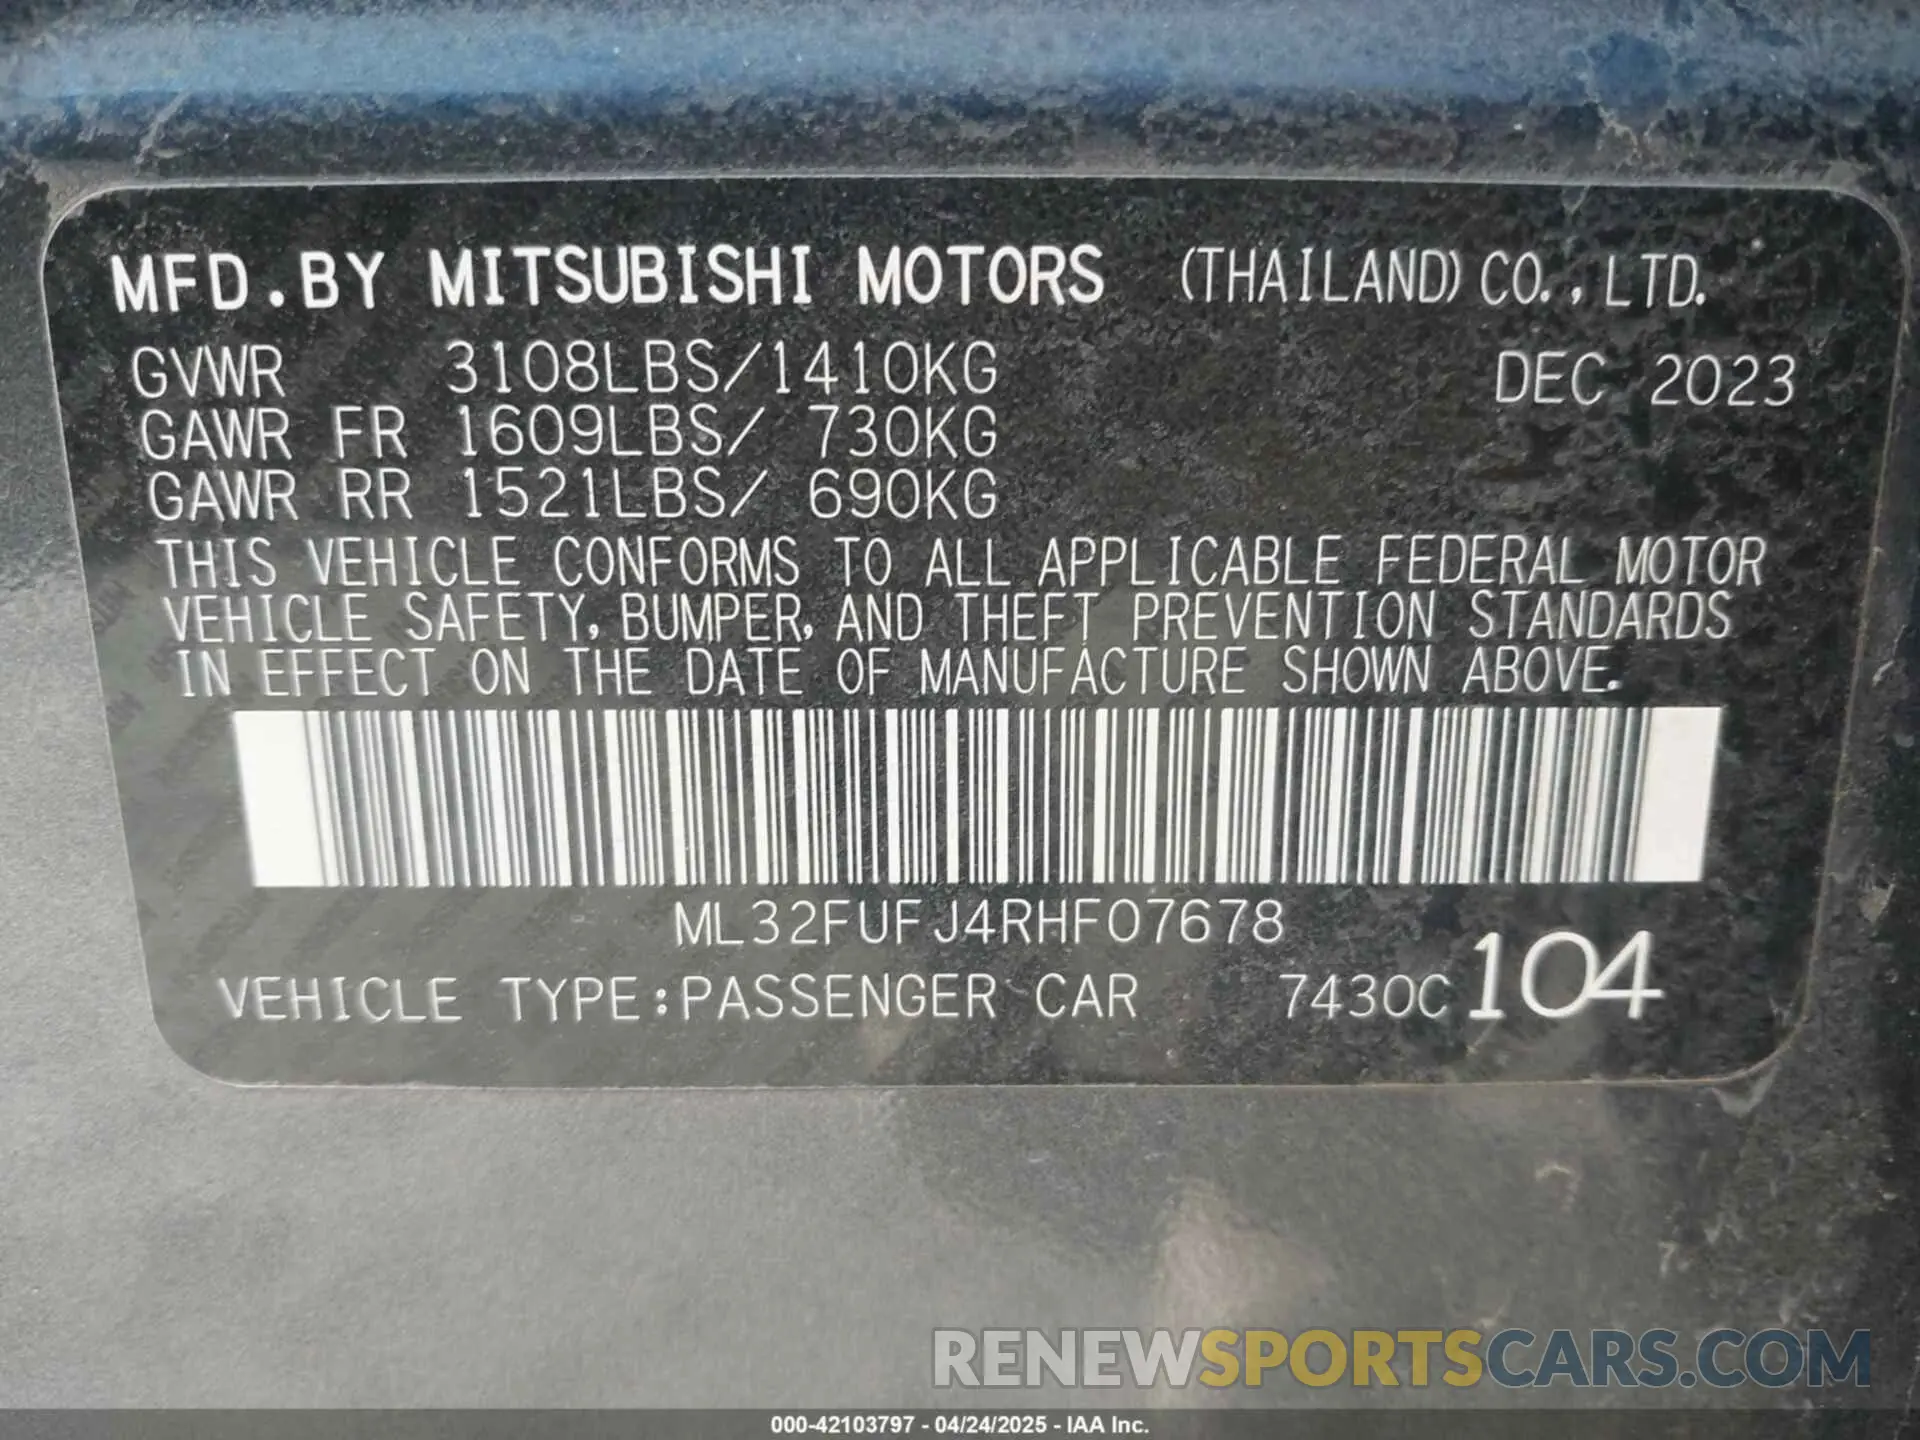 MFD.BY MITSUBISHI MOTORS (THAILAND) CO.,LTD.
GVWR 3108LBS/1410KG DEC 2023
GAWR FR 1609LBS/ 730KG
GAWR RR 1521LBS/ 690KG
THIS VEHICLE CONFORMS TO ALL APPLICABLE FEDERAL MOTOR
VEHICLE SAFETY, BUMPER, AND THEFT PREVENTION STANDARDS
IN EFFECT ON THE DATE OF MANUFACTURE SHOWN ABOVE.
ML32FUFJ4RHF07678
VEHICLE TYPE:PASSENGER CAR 7430C 104
RENEWSPORTSCARS.COM
000-42103797 - 04/24/2025 - IAA Inc.